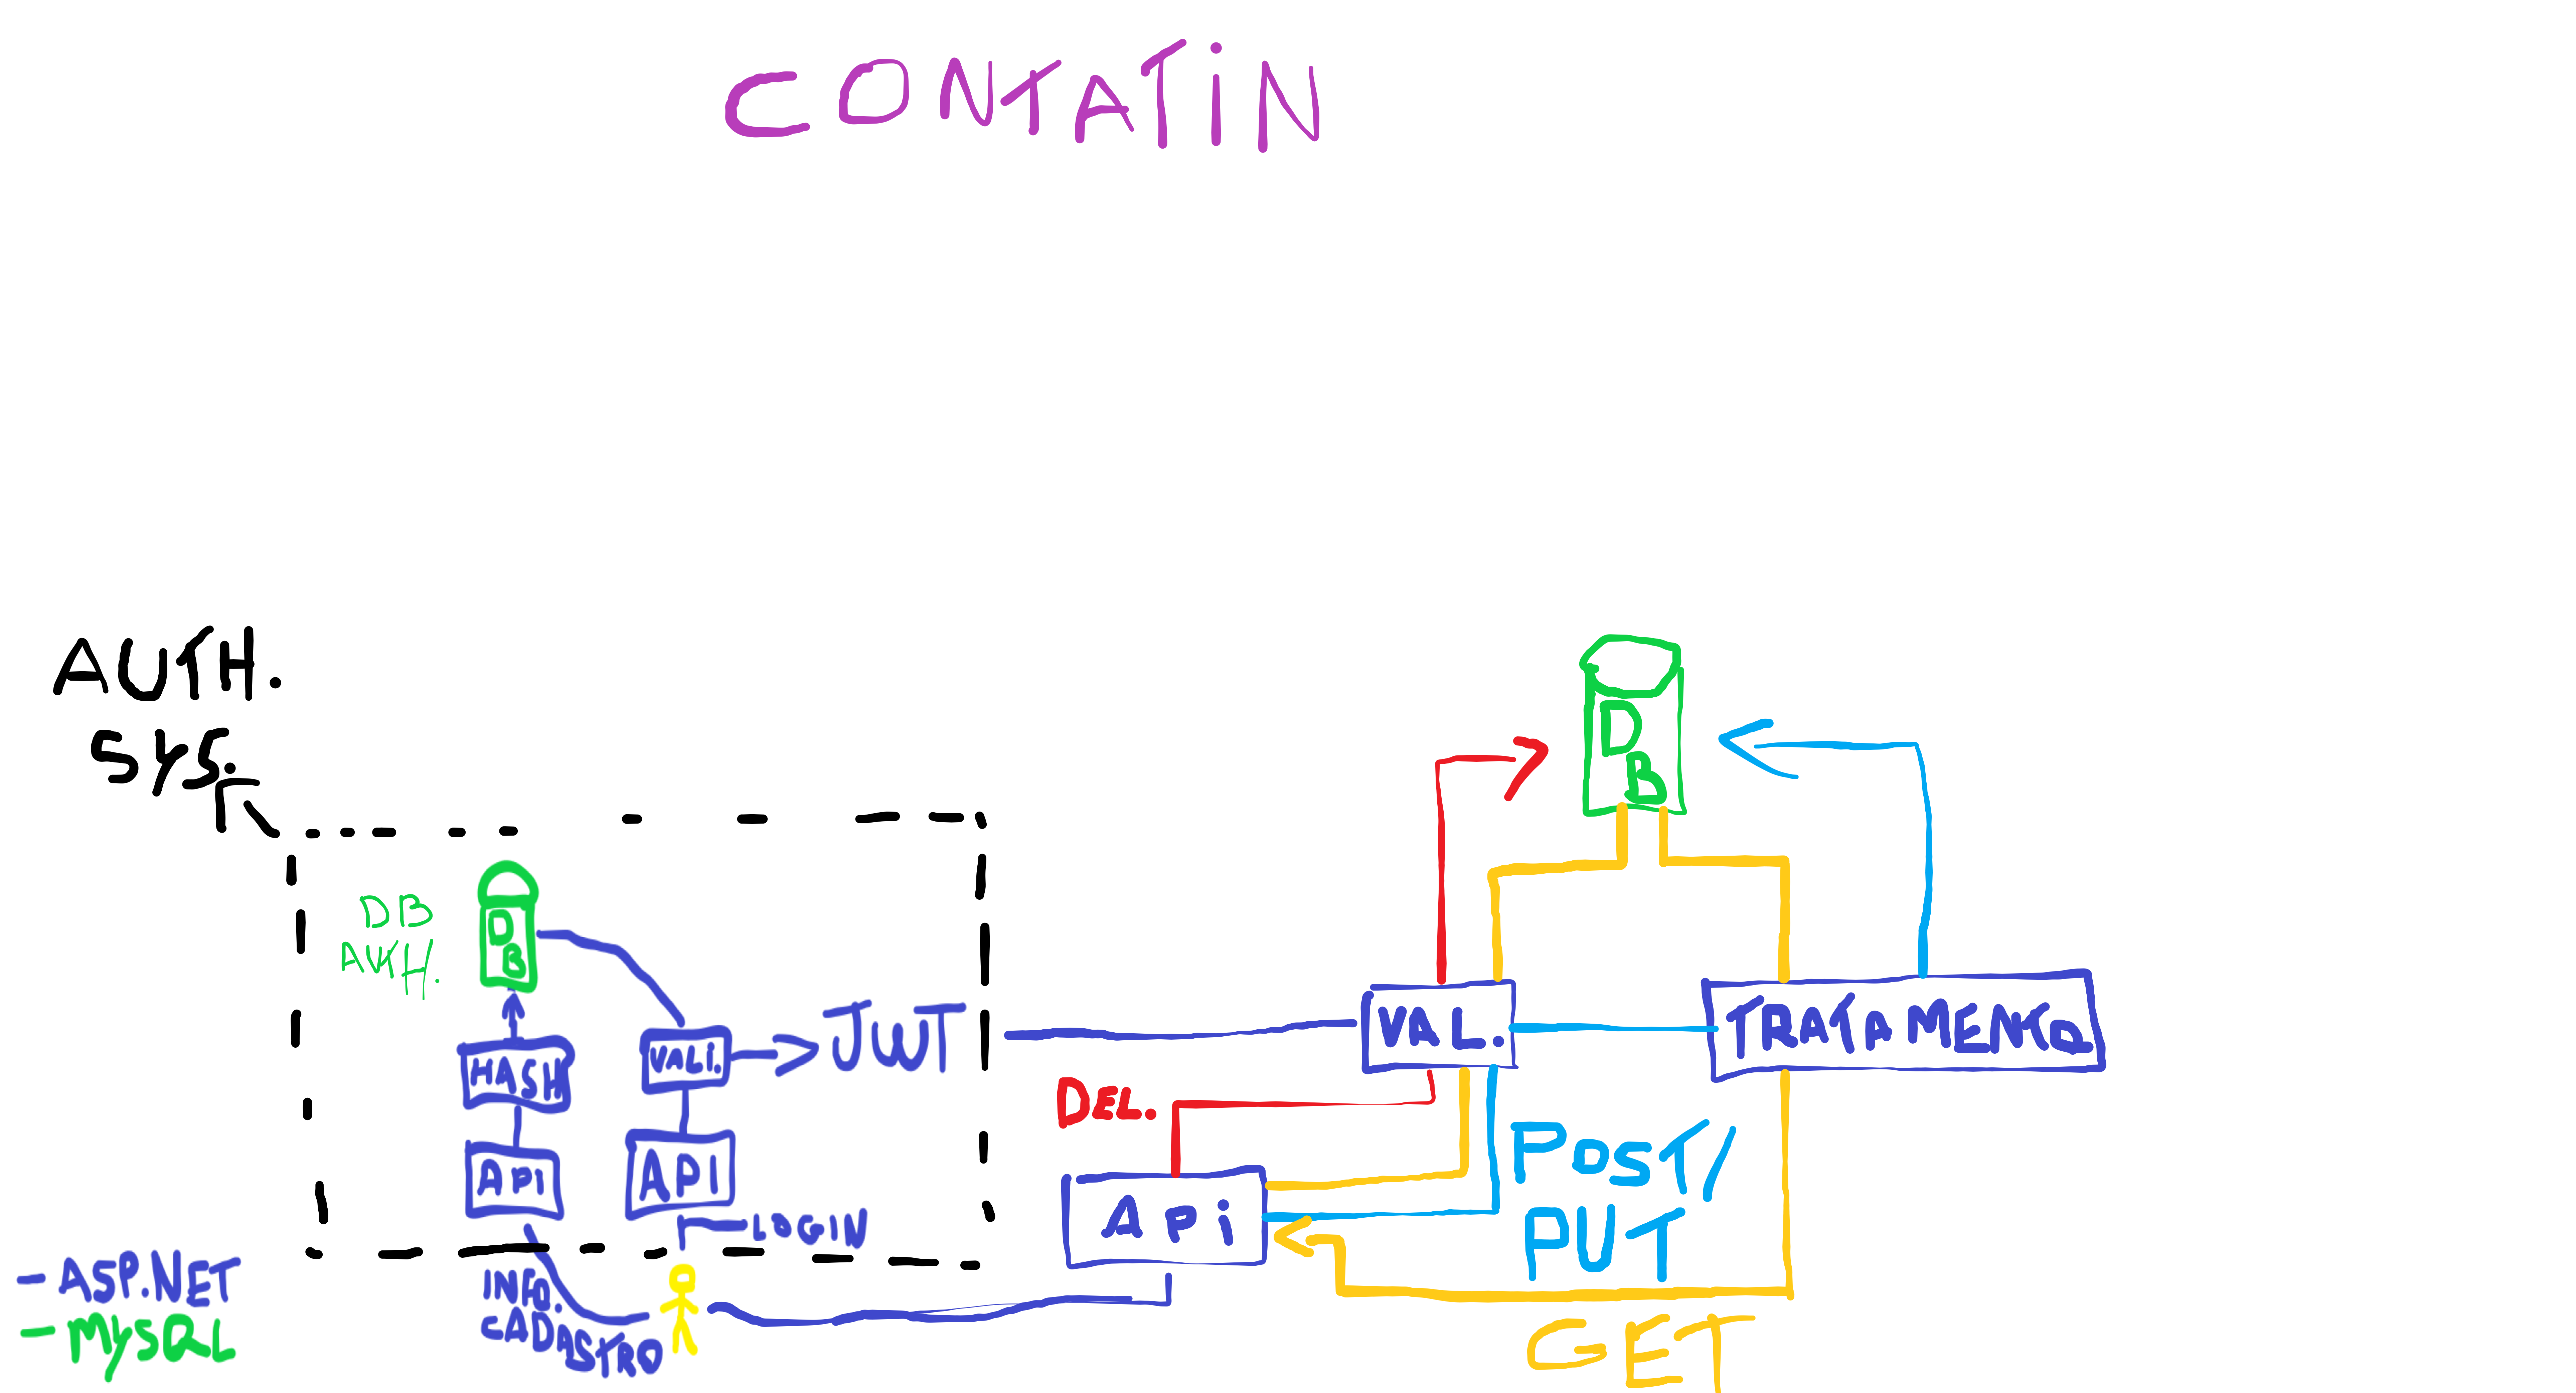 CONTATiN
AUTH.
SYS.
DB
AUTH.
DB
HASH
VALI.
JWT
APi
API
LOGIN
INFO.
CADASTRO
- ASP.NET
- MYSQL
DB
VAL.
TRATAMENTO
DEL.
APi
POST/
PUT
GET